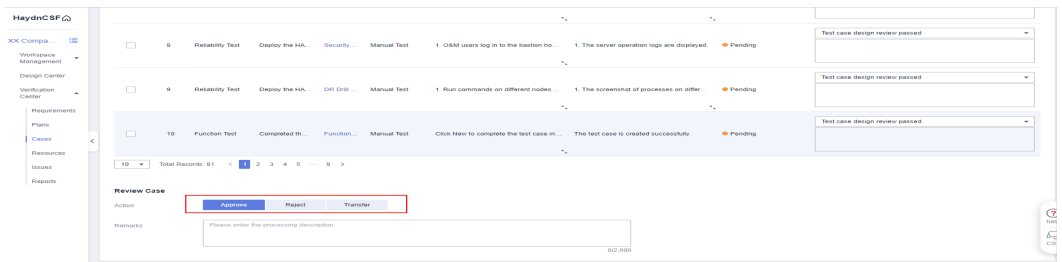 HaydnCSF
XX Compa...
Workspace
Management
Design Center
Verification
Center
Requirements
Plans
Cases
Resources
Issues
Reports
8 Reliability Test Deploy the HA... Security... Manual Test 1. O&M users log in to the bastion ho... 1. The server operation logs are displayed Pending Test case design review passed
9 Reliability Test Deploy the HA... DR Drill ... Manual Test 1. Run commands on different nodes ... 1. The screenshot of processes on differ... Pending Test case design review passed
10 Function Test Completed th... Function... Manual Test Click New to complete the test case in... The test case is created successfully. Pending Test case design review passed
10 Total Records: 81 < 1 2 3 4 5 ... 9 >
Review Case
Action Approve Reject Transfer
Remarks Please enter the processing description
0/2,000